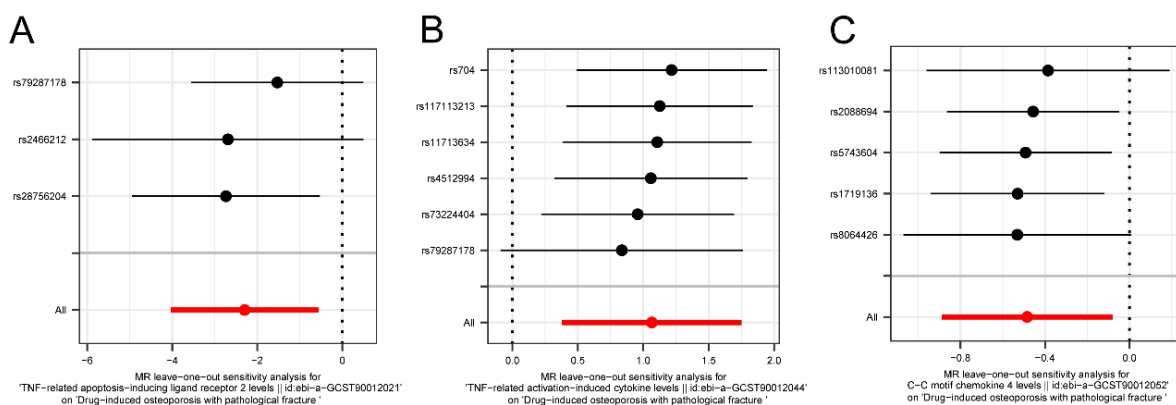 A
rs79287178
rs2466212
rs28756204
All
−6
−4
−2
0
MR leave−one−out sensitivity analysis for
'TNF−related apoptosis−inducing ligand receptor 2 levels || id:ebi−a−GCST90012021'
on 'Drug−induced osteoporosis with pathological fracture '
B
rs704
rs117113213
rs11713634
rs4512994
rs73224404
rs79287178
All
0.0
0.5
1.0
1.5
2.0
MR leave−one−out sensitivity analysis for
'TNF−related activation−induced cytokine levels || id:ebi−a−GCST90012044'
on 'Drug−induced osteoporosis with pathological fracture '
C
rs113010081
rs2088694
rs5743604
rs1719136
rs8064426
All
−0.8
−0.4
0.0
MR leave−one−out sensitivity analysis for
C−C motif chemokine 4 levels || id:ebi−a−GCST90012052'
on 'Drug−induced osteoporosis with pathological fracture '